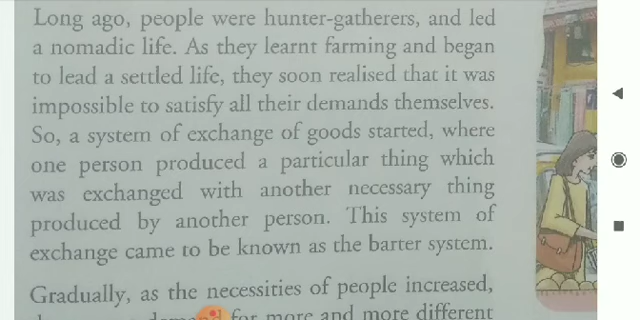 Long ago, people were hunter-gatherers, and led
a nomadic life. As they learnt farming and began
to lead a settled life, they soon realised that it was
impossible to satisfy all their demands themselves.
So, a system of exchange of goods started, where
one person produced a particular thing which
was exchanged with another necessary thing
produced by another person. This system of
exchange came to be known as the barter system.
Gradually, as the necessities of people increased,
for more and more different